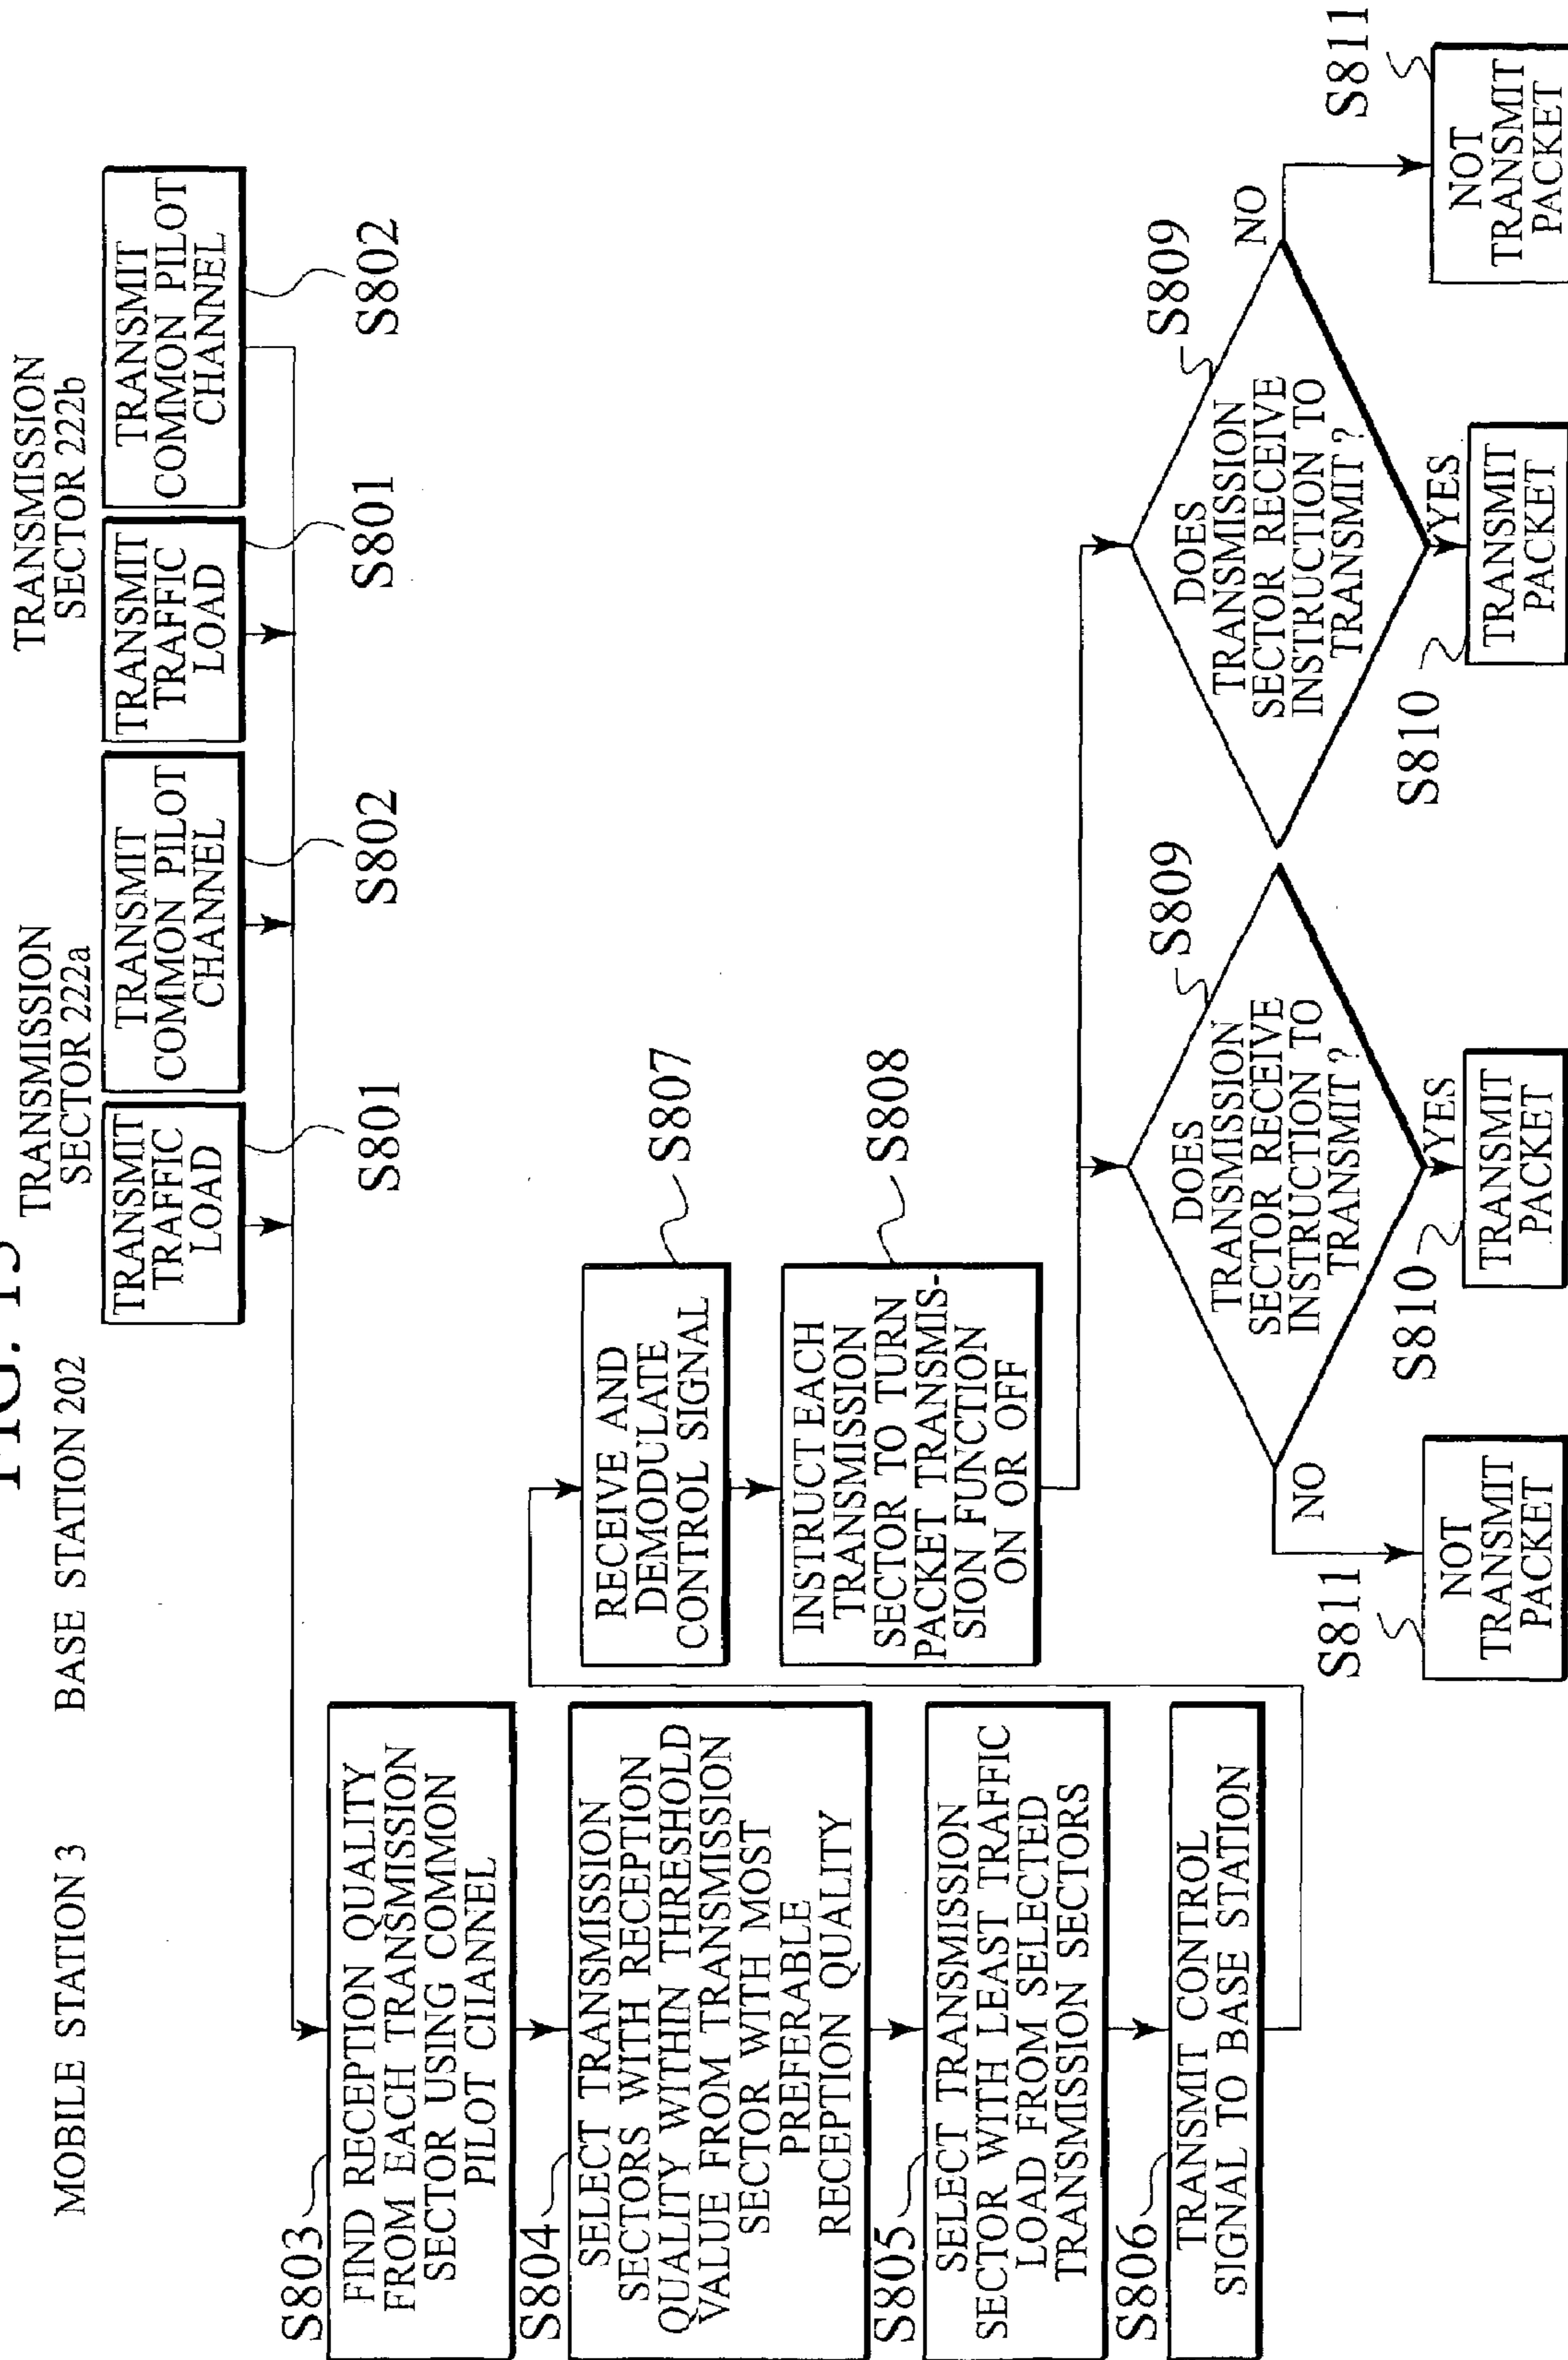 FIG. 15
MOBILE STATION 3
BASE STATION 202
TRANSMISSION
SECTOR 222a
TRANSMISSION
SECTOR 222b
TRANSMIT
TRAFFIC
LOAD
S801
TRANSMIT
COMMON PILOT
CHANNEL
S802
TRANSMIT
TRAFFIC
LOAD
S801
TRANSMIT
COMMON PILOT
CHANNEL
S802
S803
FIND RECEPTION QUALITY
FROM EACH TRANSMISSION
SECTOR USING COMMON
PILOT CHANNEL
S804
SELECT TRANSMISSION
SECTORS WITH RECEPTION
QUALITY WITHIN THRESHOLD
VALUE FROM TRANSMISSION
SECTOR WITH MOST
PREFERABLE
RECEPTION QUALITY
S805
SELECT TRANSMISSION
SECTOR WITH LEAST TRAFFIC
LOAD FROM SELECTED
TRANSMISSION SECTORS
S806
TRANSMIT CONTROL
SIGNAL TO BASE STATION
RECEIVE AND
DEMODULATE
CONTROL SIGNAL
S807
INSTRUCT EACH
TRANSMISSION
SECTOR TO TURN
PACKET TRANSMIS-
SION FUNCTION
ON OR OFF
S808
DOES
TRANSMISSION
SECTOR RECEIVE
INSTRUCTION TO
TRANSMIT ?
S809
NO
YES
S811
NOT
TRANSMIT
PACKET
S810
TRANSMIT
PACKET
DOES
TRANSMISSION
SECTOR RECEIVE
INSTRUCTION TO
TRANSMIT ?
S809
NO
YES
S810
TRANSMIT
PACKET
S811
NOT
TRANSMIT
PACKET